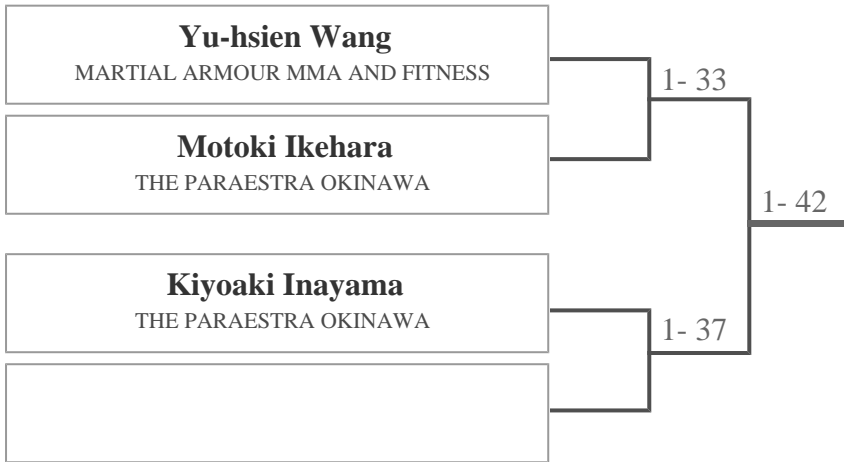 Yu-hsien Wang
MARTIAL ARMOUR MMA AND FITNESS
1- 33
Motoki Ikehara
THE PARAESTRA OKINAWA
1- 42
Kiyoaki Inayama
THE PARAESTRA OKINAWA
1- 37